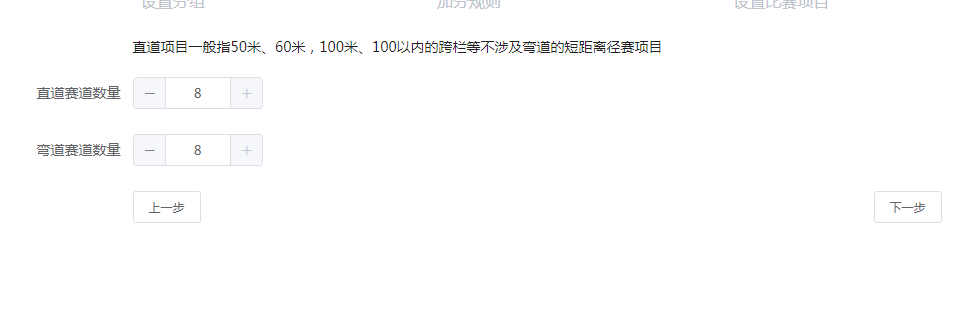 设置分组 加分规则 设置比赛项目
直道项目一般指50米、60米，100米、100以内的跨栏等不涉及弯道的短距离径赛项目
直道赛道数量 － 8 +
弯道赛道数量 － 8 +
上一步 下一步